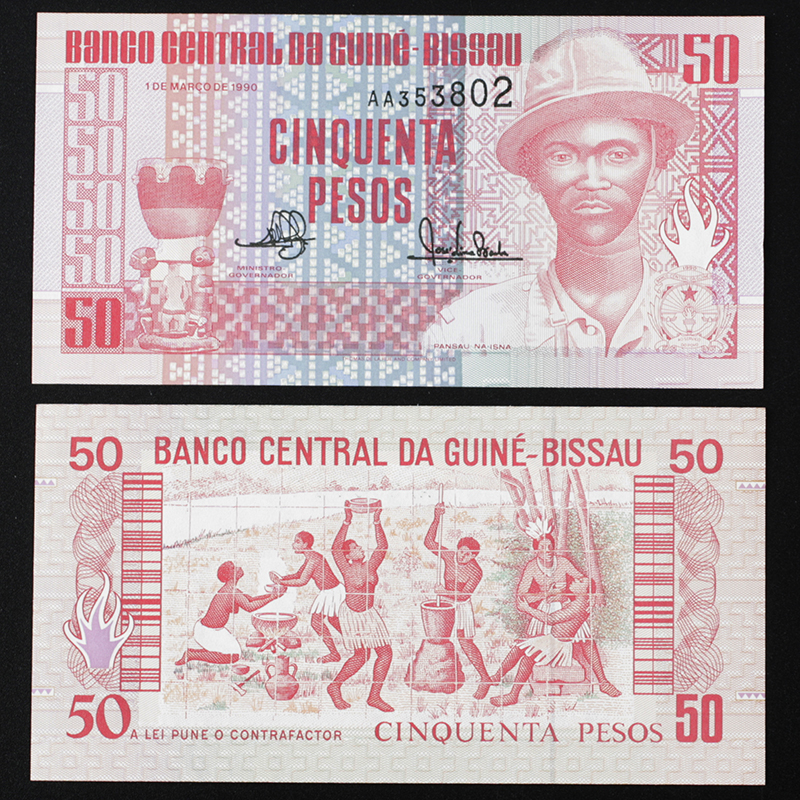 BANCO CENTRAL DA GUINÉ-BISSAU
50
1 DE MARÇO DE 1990
AA353802
50
50
50
50
50
CINQUENTA
PESOS
MINISTRO
GOVERNADOR
VICE-
GOVERNADOR
PANSAU NA-ISNA
50 BANCO CENTRAL DA GUINÉ-BISSAU 50
50 A LEI PUNE O CONTRAFACTOR CINQUENTA PESOS 50